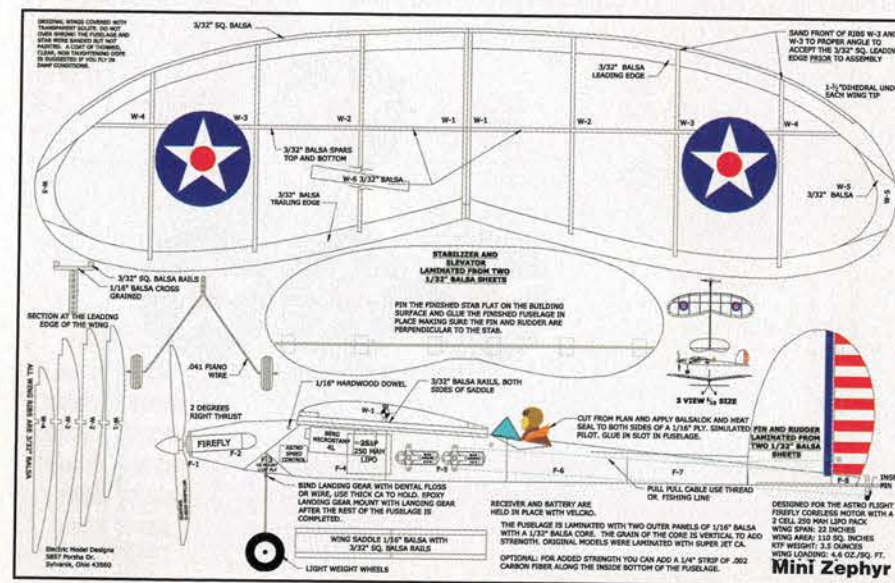 ORIGINAL WINGS COVERED WITH
TRANSPARENT SOLITE. DO NOT
OVER SHRINK! THE FUSELAGE AND
STAB WERE SANDED BUT NOT
PAINTED. A COAT OF THINNED,
CLEAR, NON TAUGHTENING DOPE
IS SUGGESTED IF YOU FLY IN
DAMP CONDITIONS.
3/32" SQ. BALSA
SAND FRONT OF RIBS W-3 AND
W-3 TO PROPER ANGLE TO
ACCEPT THE 3/32" SQ. LEADING
EDGE PRIOR TO ASSEMBLY
3/32" BALSA
LEADING EDGE
1-½" DIHEDRAL UNDER
EACH WING TIP
W-4
W-3
W-2
W-1
W-1
W-2
W-3
W-4
3/32" BALSA SPARS
TOP AND BOTTOM
W-6 3/32" BALSA
W-5
W-5
3/32" BALSA
W-5
3/32" BALSA
TRAILING EDGE
STABILIZER AND
ELEVATOR
LAMINATED FROM TWO
1/32" BALSA SHEETS
3/32" SQ. BALSA RAILS
1/16" BALSA CROSS
GRAINED
SECTION AT THE LEADING
EDGE OF THE WING
PIN THE FINISHED STAB FLAT ON THE BUILDING
SURFACE AND GLUE THE FINISHED FUSELAGE IN
PLACE MAKING SURE THE FIN AND RUDDER ARE
PERPENDICULAR TO THE STAB.
.041 PIANO
WIRE
1/16" HARDWOOD DOWEL
3/32" BALSA RAILS, BOTH
SIDES OF SADDLE
3 VIEW ⅛ SIZE
ALL WING RIBS ARE 3/32" BALSA
W-4
W-3
W-2
W-1
2 DEGREES
RIGHT THRUST
W-1
CUT FROM PLAN AND APPLY BALSALOK AND HEAT
SEAL TO BOTH SIDES OF A 1/16" PLY. SIMULATED
PILOT. GLUE IN SLOT IN FUSELAGE.
FIN AND RUDDER
LAMINATED FROM
TWO 1/32" BALSA
SHEETS
FIREFLY
F-1
F-2
F-3
ASTRO
SPEED
CONTROL
BERG
MICROSTAMP
4L
2S1P
250 MAH
LIPO
F-4
F-5
F-6
F-7
F-8
PULL PULL CABLE USE THREAD
OR FISHING LINE
BIND LANDING GEAR WITH DENTAL FLOSS
OR WIRE, USE THICK CA TO HOLD. EPOXY
LANDING GEAR MOUNT WITH LANDING GEAR
AFTER THE REST OF THE FUSELAGE IS
COMPLETED.
RECEIVER AND BATTERY ARE
HELD IN PLACE WITH VELCRO.
WING SADDLE 1/16" BALSA WITH
3/32" SQ. BALSA RAILS
THE FUSELAGE IS LAMINATED WITH TWO OUTER PANELS OF 1/16" BALSA
WITH A 1/32" BALSA CORE. THE GRAIN OF THE CORE IS VERTICAL TO ADD
STRENGTH. ORIGINAL MODELS WERE LAMINATED WITH SUPER JET CA.
OPTIONAL: FOR ADDED STRENGTH YOU CAN ADD A 1/4" STRIP OF .002
CARBON FIBER ALONG THE INSIDE BOTTOM OF THE FUSELAGE.
LIGHT WEIGHT WHEELS
Electric Model Designs
5857 Porsha Dr.
Sylvania, Ohio 43560
PIN
DESIGNED FOR THE ASTRO FLIGHT
FIREFLY CORELESS MOTOR WITH A
2 CELL 250 MAH LIPO PACK
WING SPAN: 22 INCHES
WING AREA: 110 SQ. INCHES
RTF WEIGHT: 3.5 OUNCES
WING LOADING: 4.6 OZ./SQ. FT.
Mini Zephyr